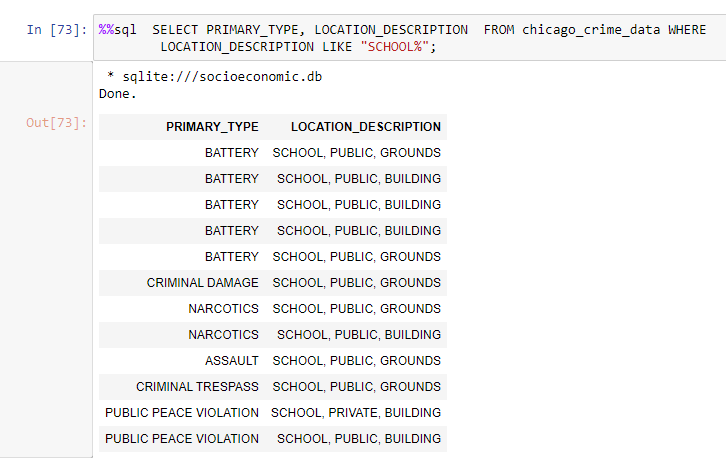 In [73]: %%sql SELECT PRIMARY_TYPE, LOCATION_DESCRIPTION FROM chicago_crime_data WHERE
LOCATION_DESCRIPTION LIKE "SCHOOL%";
* sqlite:///socioeconomic.db
Done.
Out[73]:
PRIMARY_TYPE LOCATION_DESCRIPTION
BATTERY SCHOOL, PUBLIC, GROUNDS
BATTERY SCHOOL, PUBLIC, BUILDING
BATTERY SCHOOL, PUBLIC, BUILDING
BATTERY SCHOOL, PUBLIC, BUILDING
BATTERY SCHOOL, PUBLIC, GROUNDS
CRIMINAL DAMAGE SCHOOL, PUBLIC, GROUNDS
NARCOTICS SCHOOL, PUBLIC, GROUNDS
NARCOTICS SCHOOL, PUBLIC, BUILDING
ASSAULT SCHOOL, PUBLIC, GROUNDS
CRIMINAL TRESPASS SCHOOL, PUBLIC, GROUNDS
PUBLIC PEACE VIOLATION SCHOOL, PRIVATE, BUILDING
PUBLIC PEACE VIOLATION SCHOOL, PUBLIC, BUILDING